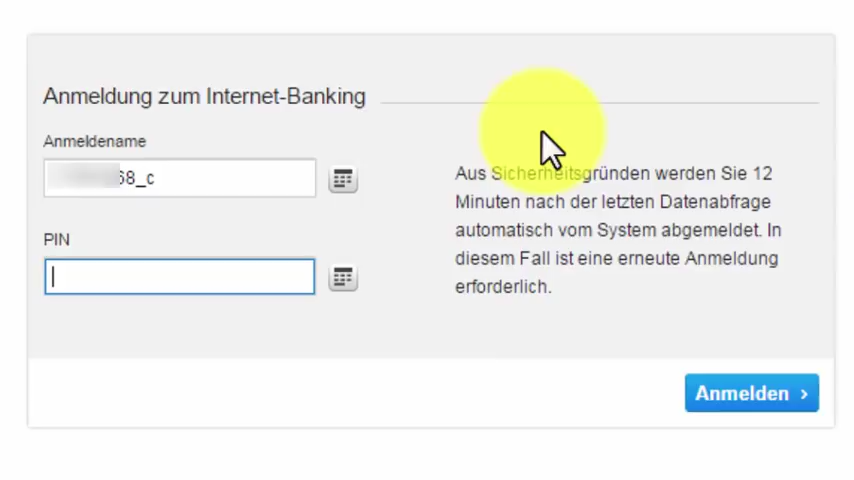 Anmeldung zum Internet-Banking
Anmeldename
68_c
PIN
Aus Sicherheitsgründen werden Sie 12
Minuten nach der letzten Datenabfrage
automatisch vom System abgemeldet. In
diesem Fall ist eine erneute Anmeldung
erforderlich.
Anmelden ›